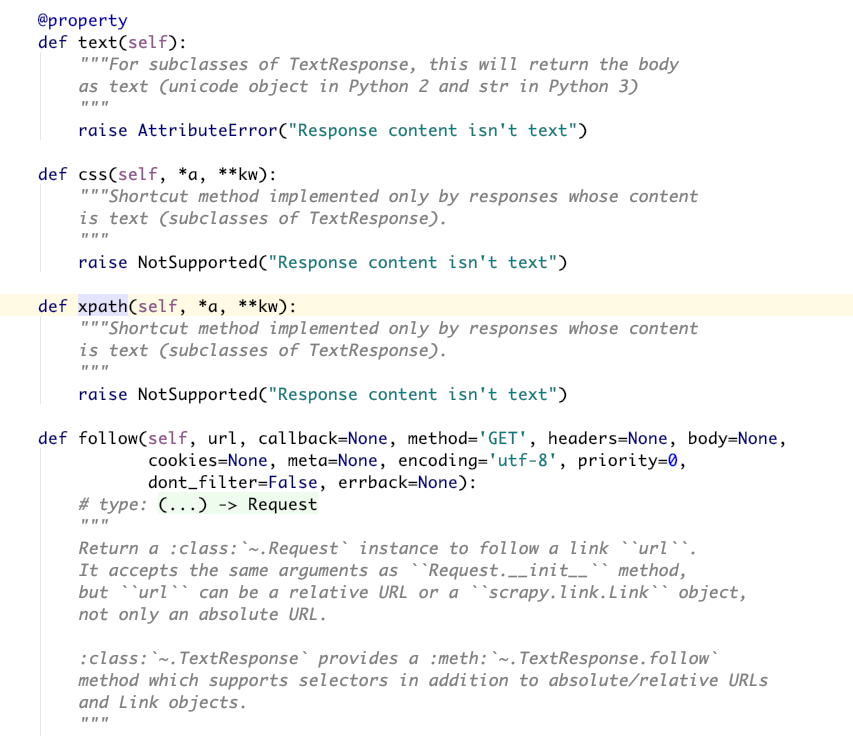 @property
def text(self):
"""For subclasses of TextResponse, this will return the body
as text (unicode object in Python 2 and str in Python 3)
"""
raise AttributeError("Response content isn't text")
def css(self, *a, **kw):
"""Shortcut method implemented only by responses whose content
is text (subclasses of TextResponse).
"""
raise NotSupported("Response content isn't text")
def xpath(self, *a, **kw):
"""Shortcut method implemented only by responses whose content
is text (subclasses of TextResponse).
"""
raise NotSupported("Response content isn't text")
def follow(self, url, callback=None, method='GET', headers=None, body=None,
cookies=None, meta=None, encoding='utf-8', priority=0,
dont_filter=False, errback=None):
# type: (...) -> Request
"""
Return a :class:`~.Request` instance to follow a link ``url``.
It accepts the same arguments as ``Request.__init__`` method,
but ``url`` can be a relative URL or a ``scrapy.link.Link`` object,
not only an absolute URL.
:class:`~.TextResponse` provides a :meth:`~.TextResponse.follow`
method which supports selectors in addition to absolute/relative URLs
and Link objects.
"""